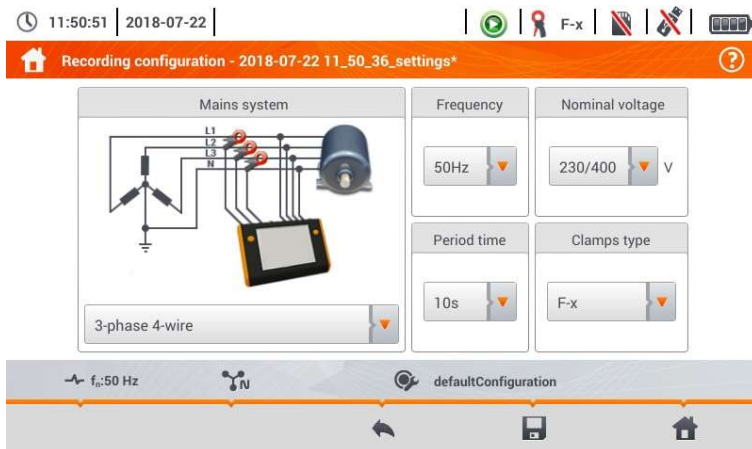 11:50:51 2018-07-22 F-x
Recording configuration - 2018-07-22 11_50_36_settings*
Mains system
Frequency
Nominal voltage
L1
L2
L3
N
50Hz
230/400 V
Period time
Clamps type
10s
F-x
3-phase 4-wire
fn:50 Hz
N
defaultConfiguration